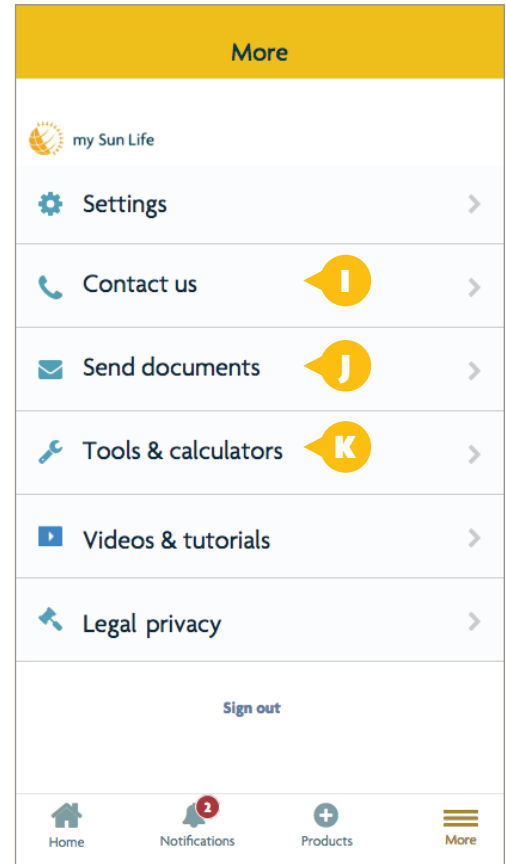 More
my Sun Life
Settings
Contact us I
Send documents J
Tools & calculators K
Videos & tutorials
Legal privacy
Sign out
2
Home Notifications Products More